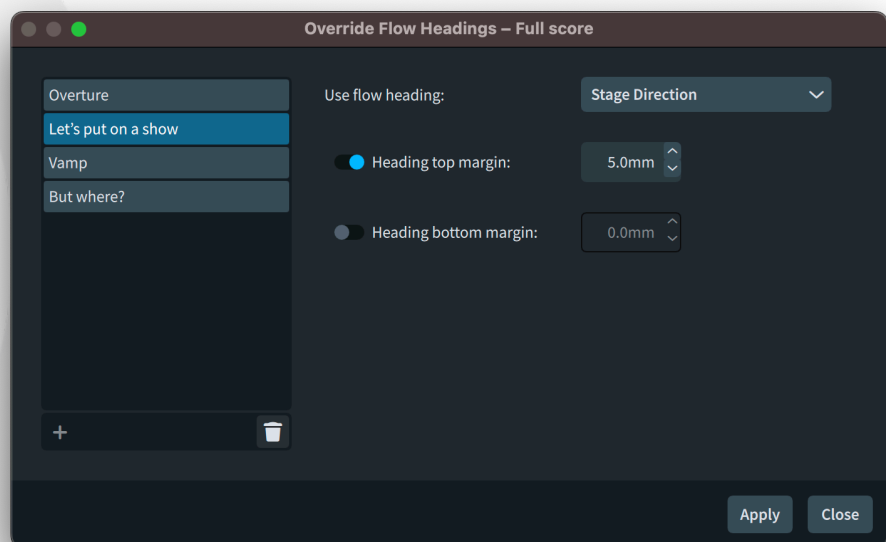 Override Flow Headings – Full score
Overture
Let's put on a show
Vamp
But where?
Use flow heading:
Stage Direction
Heading top margin:
5.0mm
Heading bottom margin:
0.0mm
Apply
Close